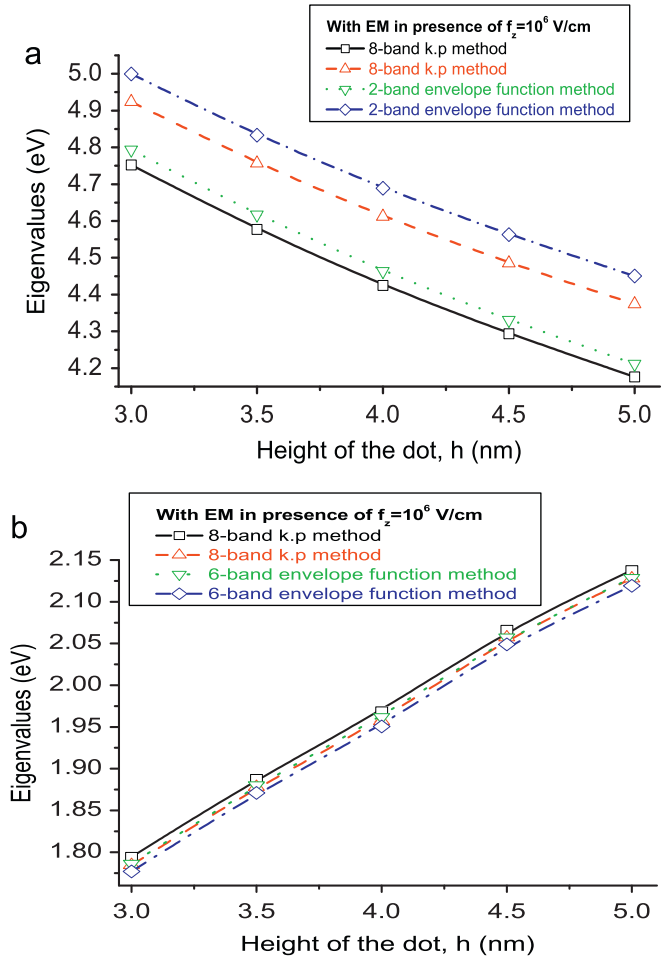 a
With EM in presence of f_z=10^6 V/cm
8-band k.p method
8-band k.p method
2-band envelope function method
2-band envelope function method
5.0
4.9
4.8
4.7
4.6
4.5
4.4
4.3
4.2
Eigenvalues (eV)
3.0 3.5 4.0 4.5 5.0
Height of the dot, h (nm)
b
With EM in presence of f_z=10^6 V/cm
8-band k.p method
8-band k.p method
6-band envelope function method
6-band envelope function method
2.15
2.10
2.05
2.00
1.95
1.90
1.85
1.80
Eigenvalues (eV)
3.0 3.5 4.0 4.5 5.0
Height of the dot, h (nm)